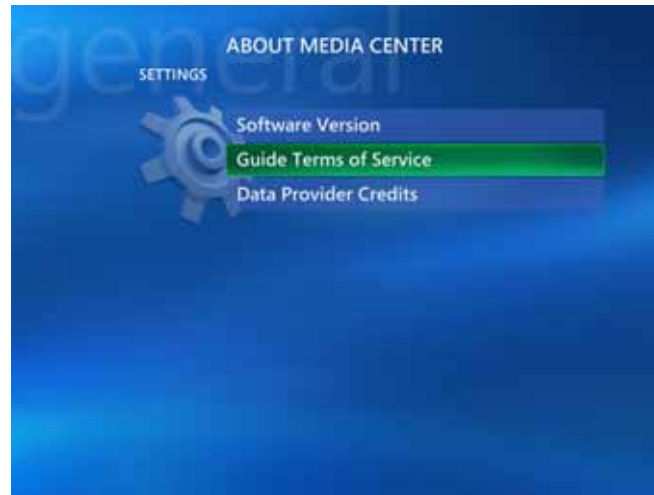 general
ABOUT MEDIA CENTER
SETTINGS
Software Version
Guide Terms of Service
Data Provider Credits